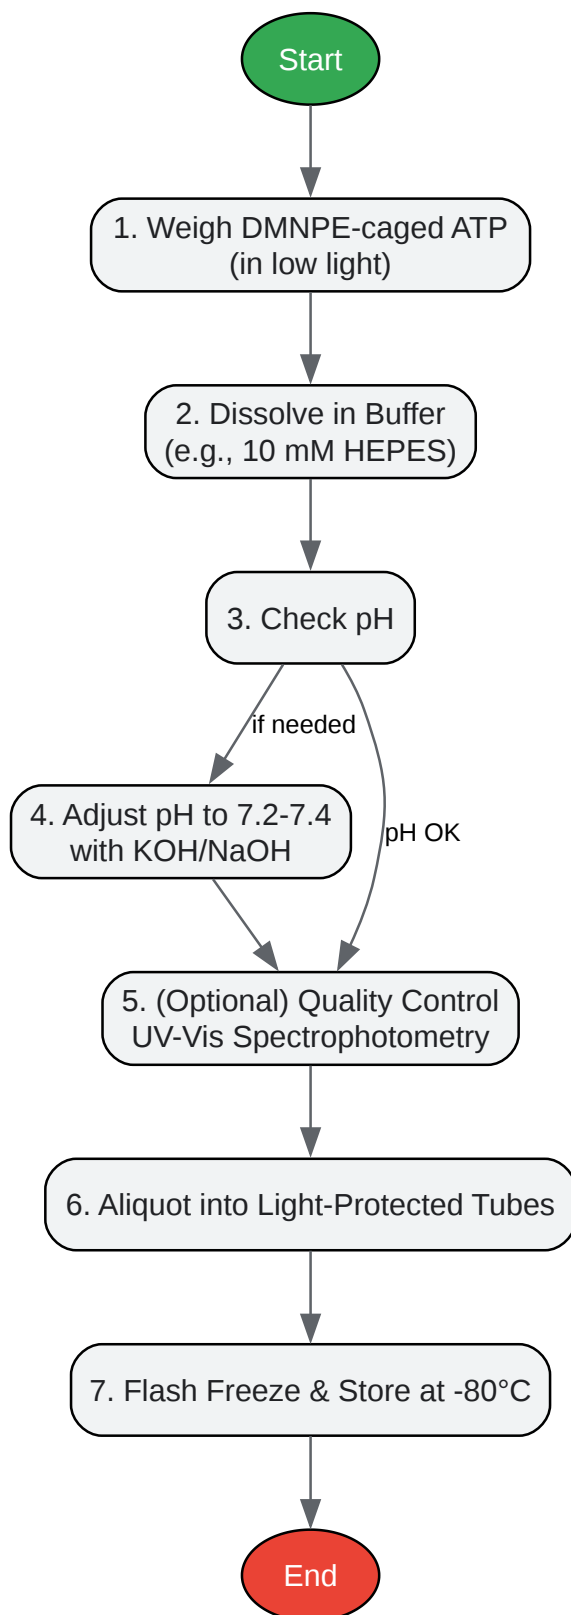 Start
1. Weigh DMNPE-caged ATP
(in low light)
2. Dissolve in Buffer
(e.g., 10 mM HEPES)
3. Check pH
if needed
4. Adjust pH to 7.2-7.4
with KOH/NaOH
pH OK
5. (Optional) Quality Control
UV-Vis Spectrophotometry
6. Aliquot into Light-Protected Tubes
7. Flash Freeze & Store at -80°C
End